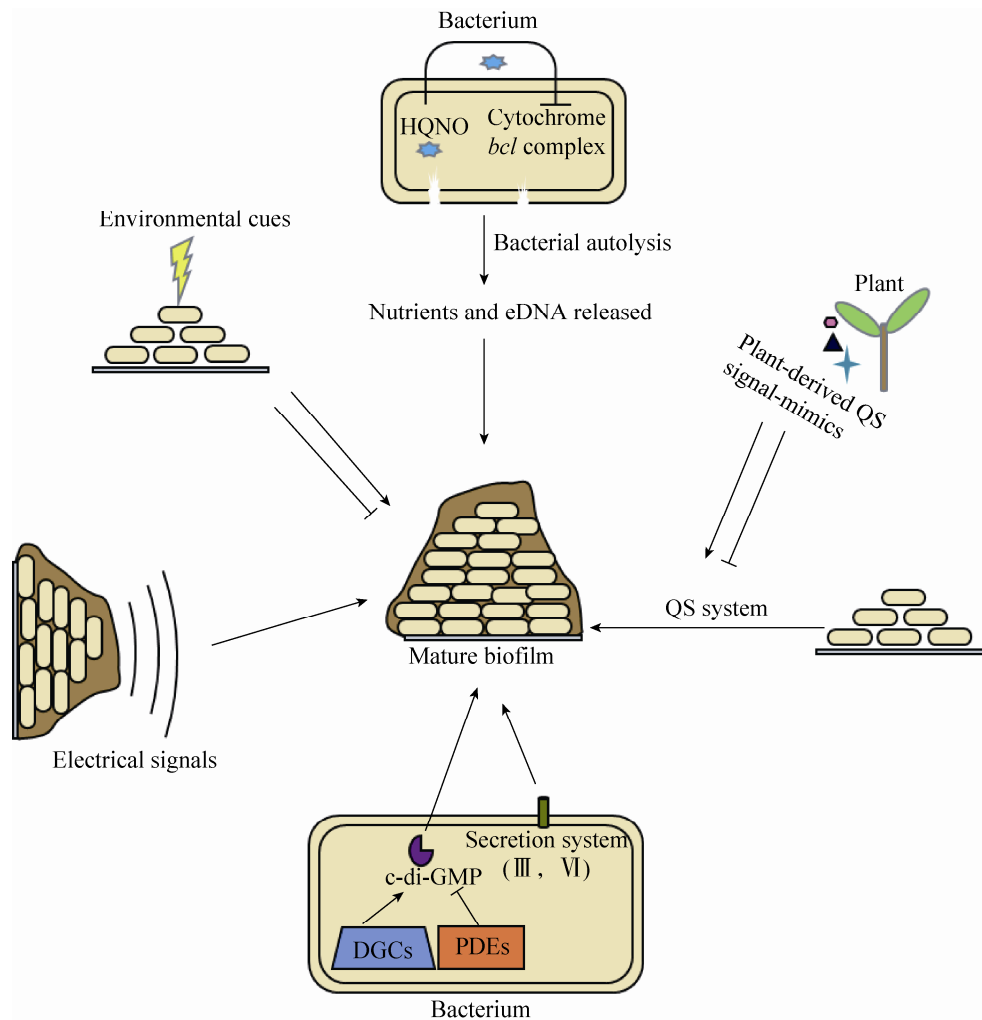 Bacterium
HQNO
Cytochrome
bcl complex
Environmental cues
Bacterial autolysis
Nutrients and eDNA released
Plant
Plant-derived QS
signal-mimics
QS system
Mature biofilm
Electrical signals
Secretion system
(Ⅲ, Ⅵ)
c-di-GMP
DGCs
PDEs
Bacterium